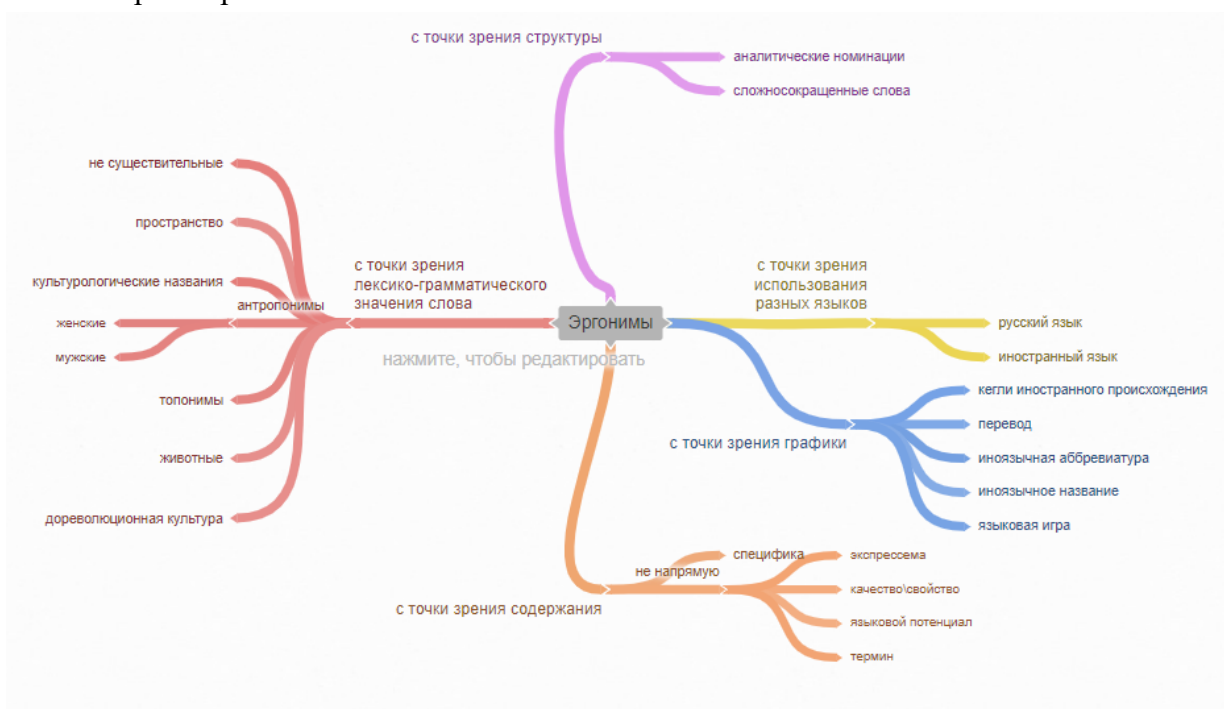 с точки зрения структуры
аналитические номинации
сложносокращенные слова
не существительные
пространство
культурологические названия
антропонимы
женские
мужские
топонимы
животные
дореволюционная культура
с точки зрения
лексико-грамматического
значения слова
Эргонимы
нажмите, чтобы редактировать
с точки зрения
использования
разных языков
русский язык
иностранный язык
с точки зрения графики
кегли иностранного происхождения
перевод
иноязычная аббревиатура
иноязычное название
языковая игра
с точки зрения содержания
специфика
не напрямую
экспрессема
качество\свойство
языковой потенциал
термин